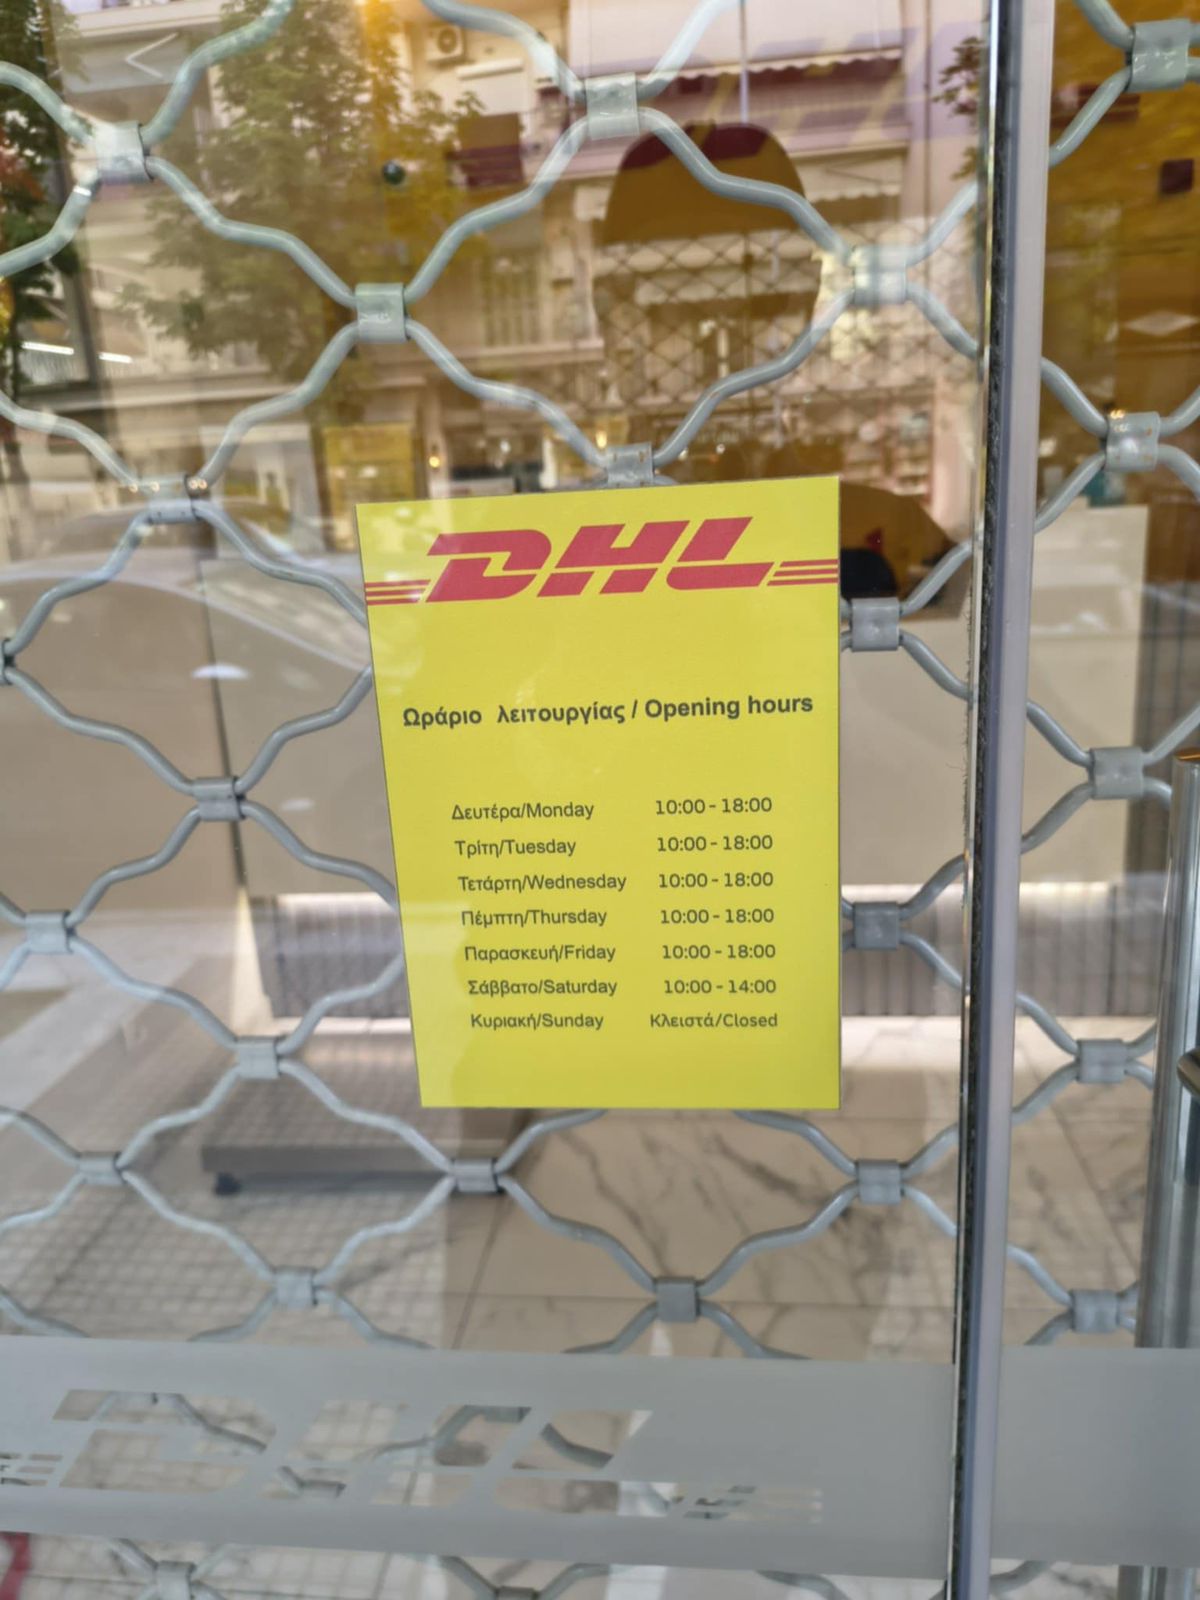 DHL
Ωράριο λειτουργίας / Opening hours
Δευτέρα/Monday 10:00 - 18:00
Τρίτη/Tuesday 10:00 - 18:00
Τετάρτη/Wednesday 10:00 - 18:00
Πέμπτη/Thursday 10:00 - 18:00
Παρασκευή/Friday 10:00 - 18:00
Σάββατο/Saturday 10:00 - 14:00
Κυριακή/Sunday Κλειστά/Closed
DHL